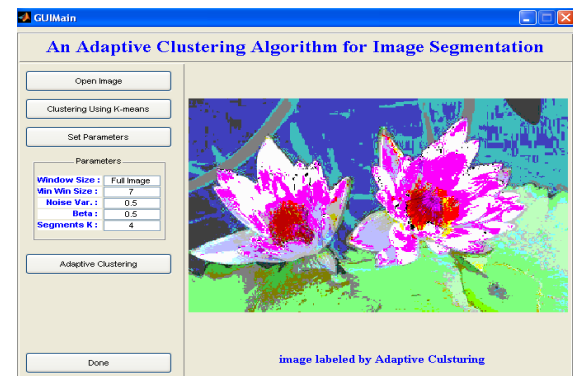 GUIMain
An Adaptive Clustering Algorithm for Image Segmentation
Open Image
Clustering Using K-means
Set Parameters
Parameters
Window Size : Full Image
Min Win Size : 7
Noise Var. : 0.5
Beta : 0.5
Segments K : 4
Adaptive Clustering
Done
image labeled by Adaptive Culsturing